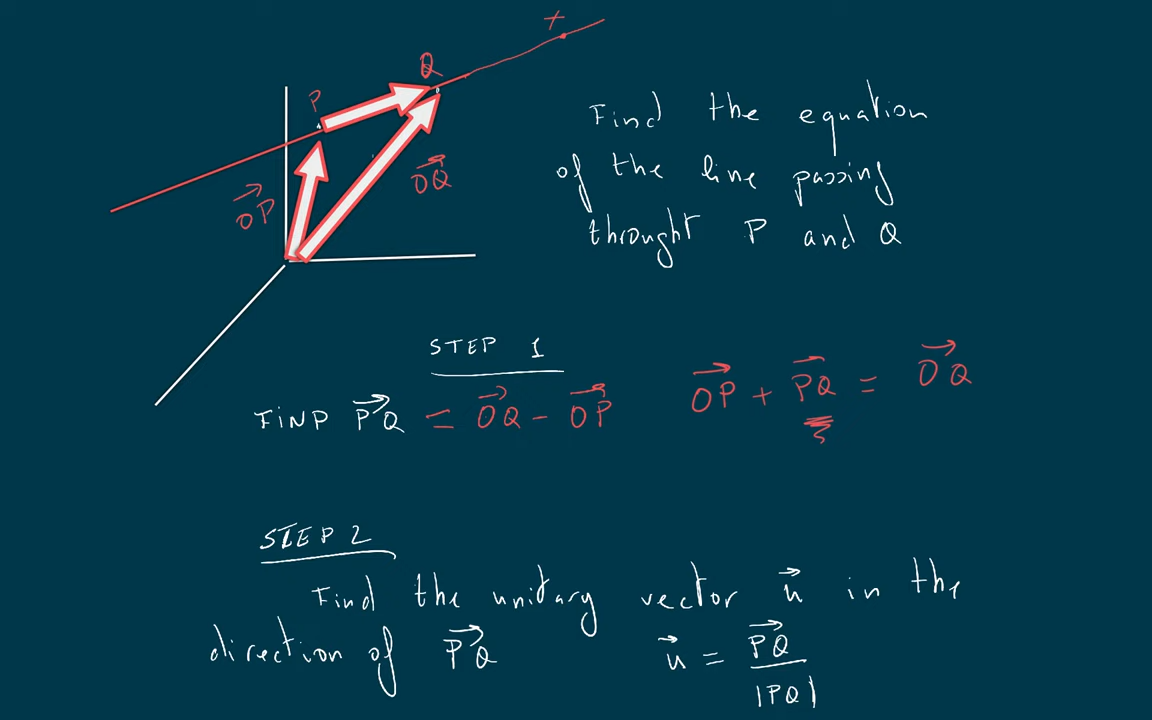 x
Q
P
OP
OQ
Find the equation
of the line passing
throught P and Q
STEP 1
FIND PQ = OQ - OP
OP + PQ = OQ
STEP 2
Find the unitary vector u in the
direction of PQ
u = PQ / |PQ|